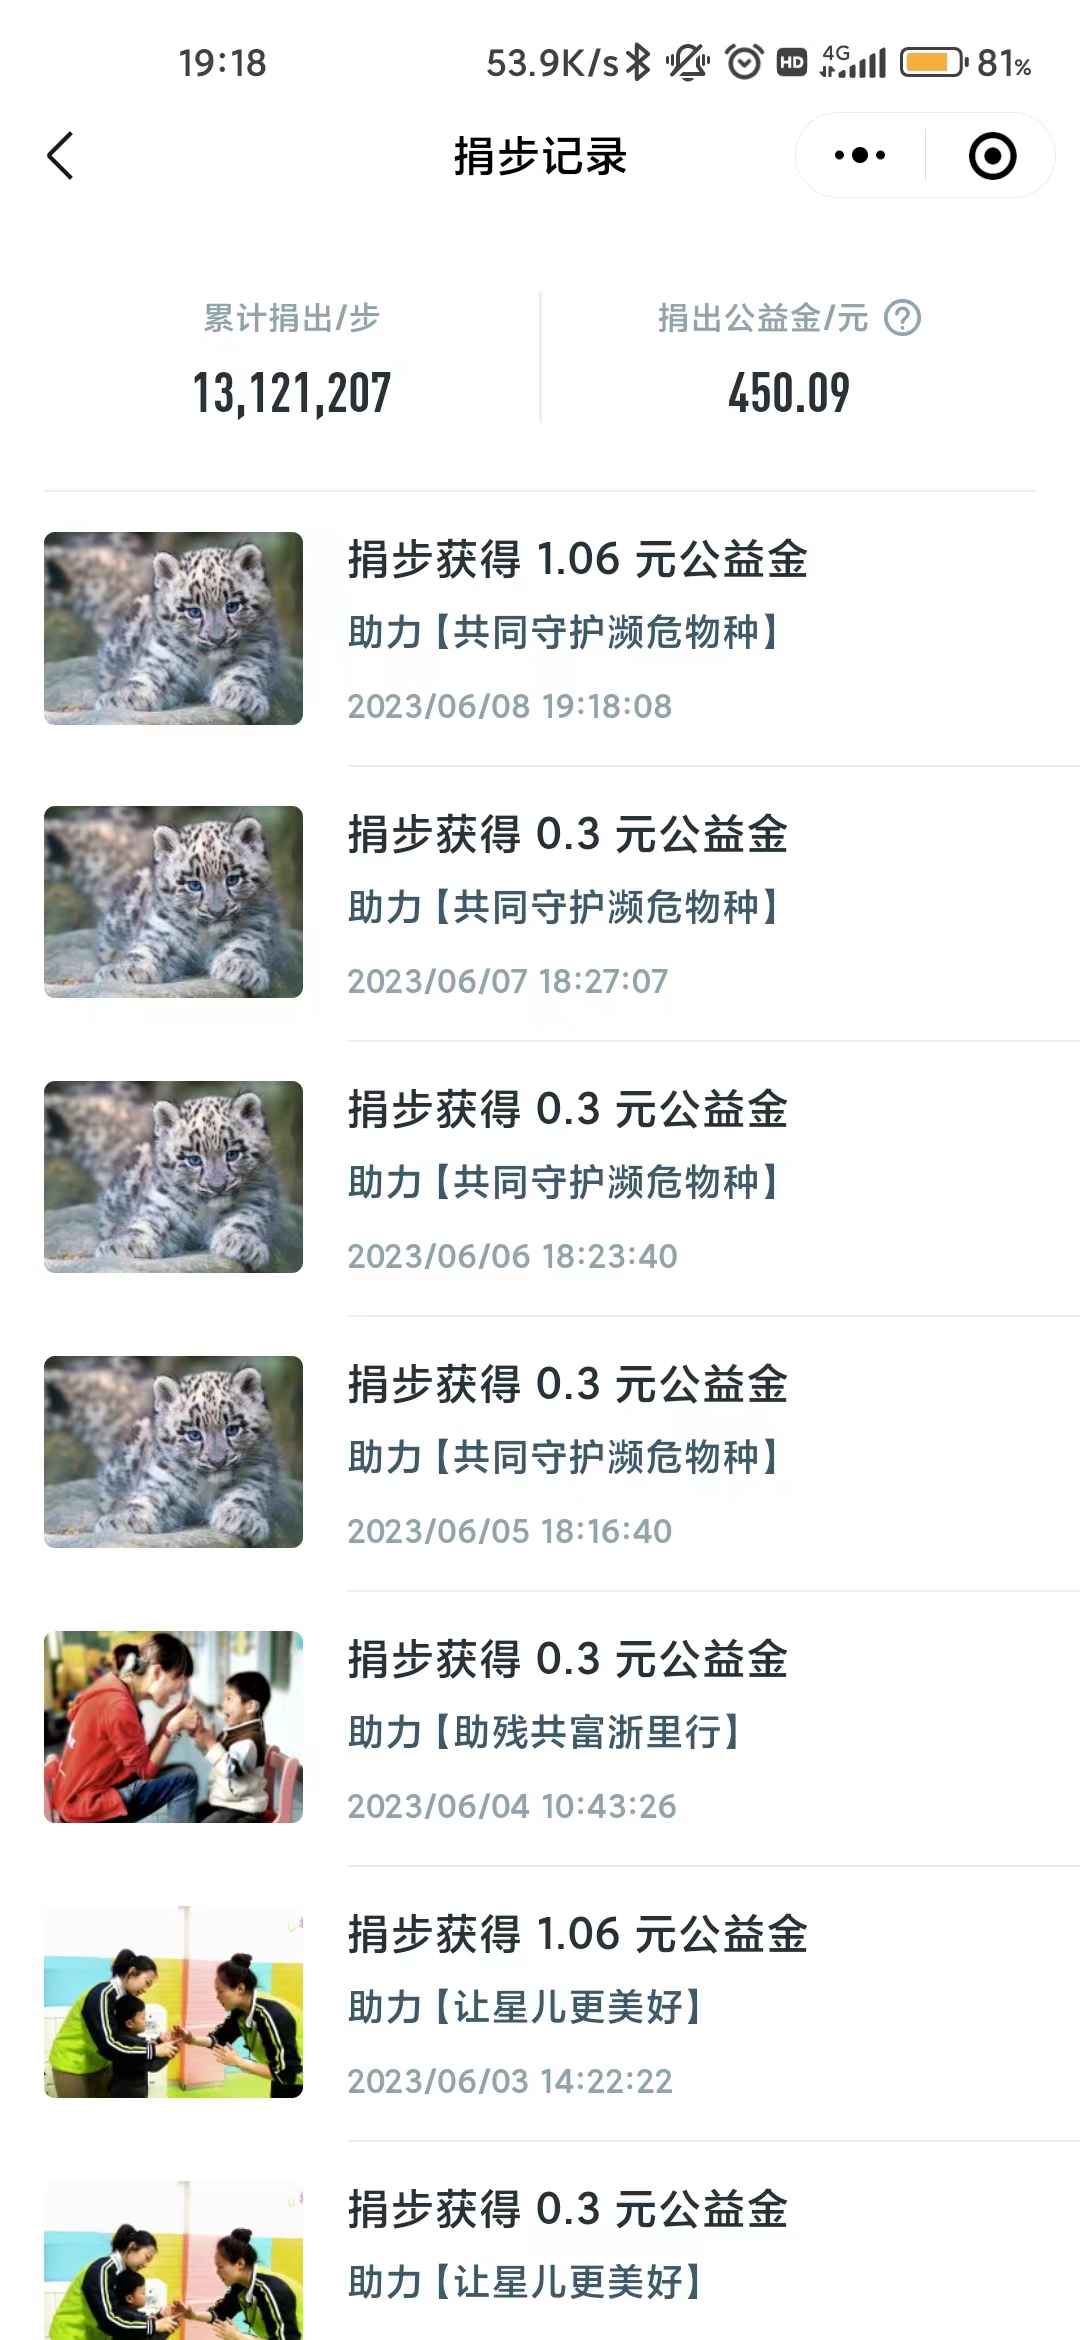 19:18 53.9K/s HD 4G 81%
捐步记录
累计捐出/步 捐出公益金/元 ?
13,121,207 450.09
捐步获得 1.06 元公益金
助力【共同守护濒危物种】
2023/06/08 19:18:08
捐步获得 0.3 元公益金
助力【共同守护濒危物种】
2023/06/07 18:27:07
捐步获得 0.3 元公益金
助力【共同守护濒危物种】
2023/06/06 18:23:40
捐步获得 0.3 元公益金
助力【共同守护濒危物种】
2023/06/05 18:16:40
捐步获得 0.3 元公益金
助力【助残共富浙里行】
2023/06/04 10:43:26
捐步获得 1.06 元公益金
助力【让星儿更美好】
2023/06/03 14:22:22
捐步获得 0.3 元公益金
助力【让星儿更美好】